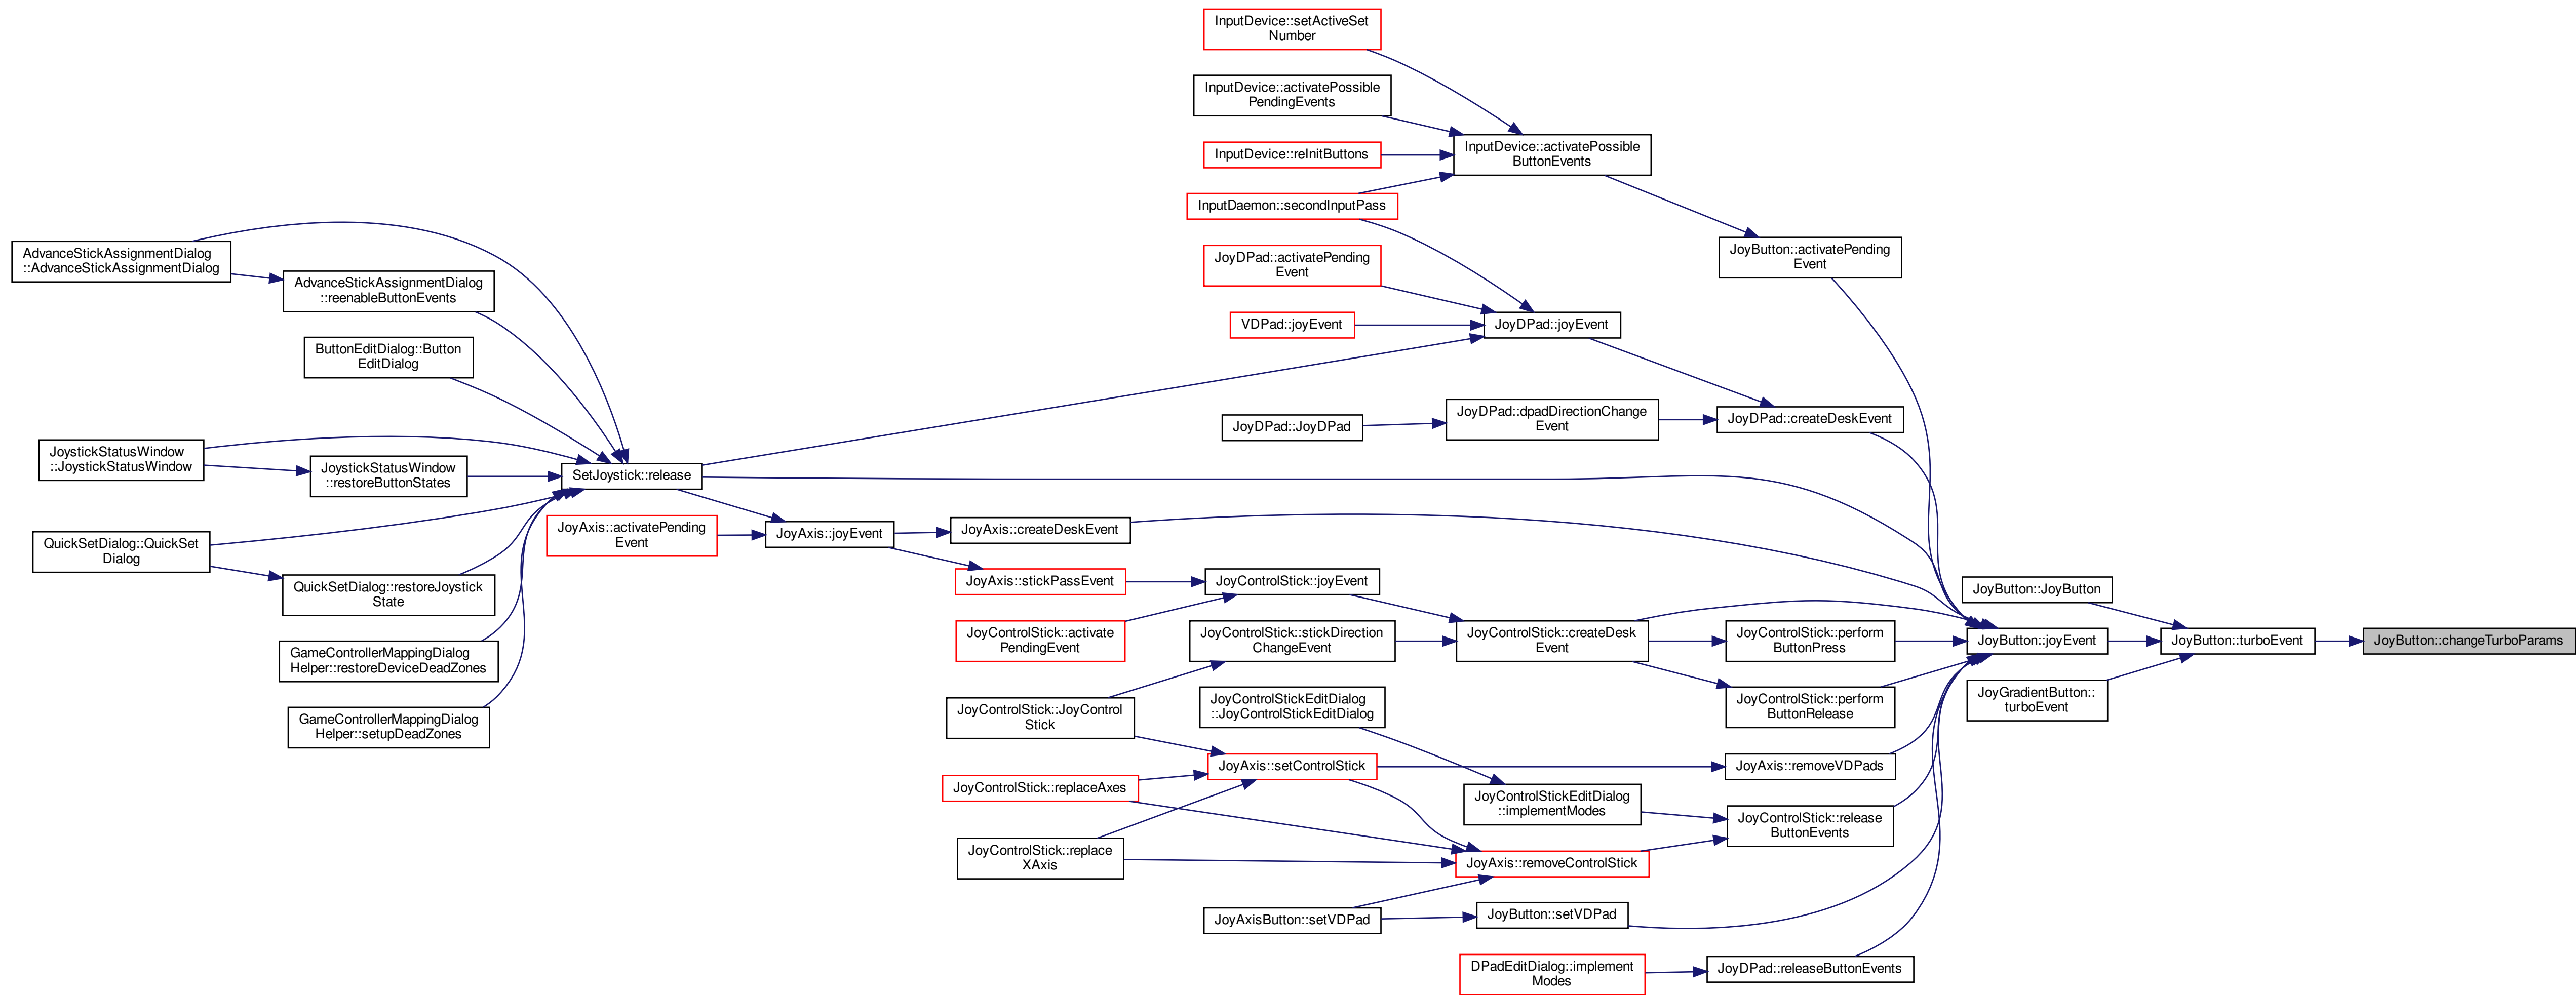 InputDevice::setActiveSet
Number
InputDevice::activatePossible
PendingEvents
InputDevice::activatePossible
ButtonEvents
InputDevice::reInitButtons
InputDaemon::secondInputPass
JoyButton::activatePending
Event
AdvanceStickAssignmentDialog
::AdvanceStickAssignmentDialog
JoyDPad::activatePending
Event
AdvanceStickAssignmentDialog
::reenableButtonEvents
VDPad::joyEvent
JoyDPad::joyEvent
ButtonEditDialog::Button
EditDialog
JoyDPad::JoyDPad
JoyDPad::dpadDirectionChange
Event
JoyDPad::createDeskEvent
JoystickStatusWindow
::JoystickStatusWindow
JoystickStatusWindow
::restoreButtonStates
SetJoystick::release
JoyAxis::activatePending
Event
JoyAxis::joyEvent
JoyAxis::createDeskEvent
QuickSetDialog::QuickSet
Dialog
QuickSetDialog::restoreJoystick
State
JoyAxis::stickPassEvent
JoyControlStick::joyEvent
JoyButton::JoyButton
GameControllerMappingDialog
Helper::restoreDeviceDeadZones
JoyControlStick::activate
PendingEvent
JoyControlStick::stickDirection
ChangeEvent
JoyControlStick::createDesk
Event
JoyControlStick::perform
ButtonPress
JoyButton::joyEvent
JoyButton::turboEvent
JoyButton::changeTurboParams
GameControllerMappingDialog
Helper::setupDeadZones
JoyControlStick::JoyControl
Stick
JoyControlStickEditDialog
::JoyControlStickEditDialog
JoyControlStick::perform
ButtonRelease
JoyGradientButton::
turboEvent
JoyAxis::setControlStick
JoyAxis::removeVDPads
JoyControlStick::replaceAxes
JoyControlStickEditDialog
::implementModes
JoyControlStick::release
ButtonEvents
JoyControlStick::replace
XAxis
JoyAxis::removeControlStick
JoyAxisButton::setVDPad
JoyButton::setVDPad
DPadEditDialog::implement
Modes
JoyDPad::releaseButtonEvents